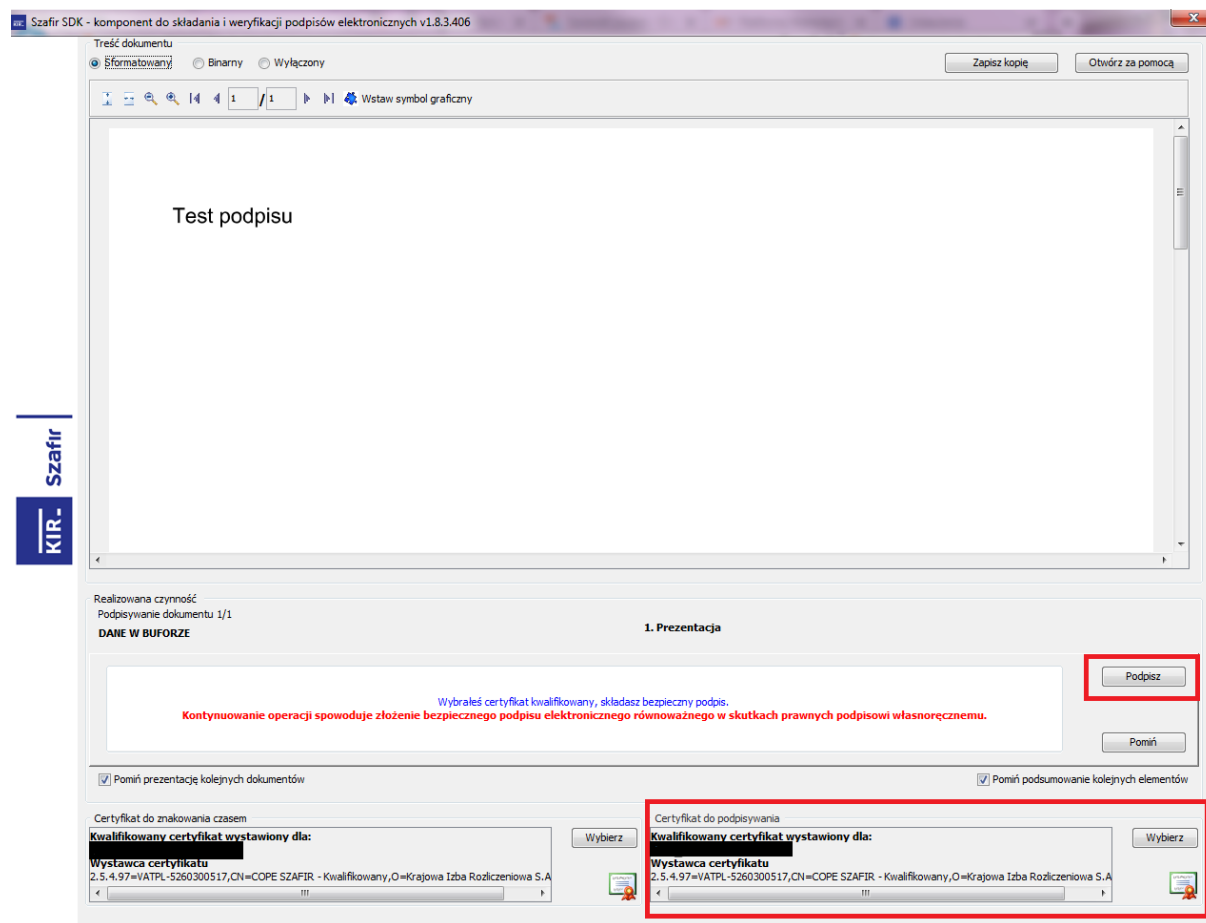 Szafir SDK - komponent do składania i weryfikacji podpisów elektronicznych v1.8.3.406
Treść dokumentu
Sformatowany Binarny Wyłączony Zapisz kopię Otwórz za pomocą
1 / 1 Wstaw symbol graficzny
Test podpisu
KIR. Szafir
Realizowana czynność
Podpisywanie dokumentu 1/1
DANE W BUFORZE 1. Prezentacja
Podpisz
Wybrałeś certyfikat kwalifikowany, składasz bezpieczny podpis.
Kontynuowanie operacji spowoduje złożenie bezpiecznego podpisu elektronicznego równoważnego w skutkach prawnych podpisowi własnoręcznemu.
Pomiń
Pomiń prezentację kolejnych dokumentów Pomiń podsumowanie kolejnych elementów
Certyfikat do znakowania czasem
Kwalifikowany certyfikat wystawiony dla:
Wybierz
Wystawca certyfikatu
2.5.4.97=VATPL-5260300517,CN=COPE SZAFIR - Kwalifikowany,O=Krajowa Izba Rozliczeniowa S.A
Certyfikat do podpisywania
Kwalifikowany certyfikat wystawiony dla:
Wybierz
Wystawca certyfikatu
2.5.4.97=VATPL-5260300517,CN=COPE SZAFIR - Kwalifikowany,O=Krajowa Izba Rozliczeniowa S.A